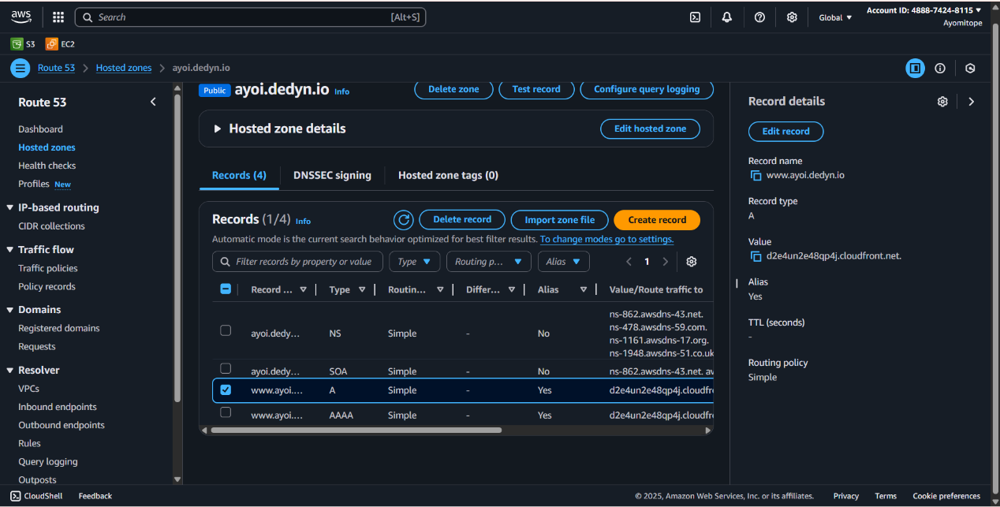 aws
Search [Alt+S]
Global
Account ID: 4888-7424-8115
Ayomitope
S3 EC2
Route 53 Hosted zones ayoi.dedyn.io
Route 53
Dashboard
Hosted zones
Health checks
Profiles New
IP-based routing
CIDR collections
Traffic flow
Traffic policies
Policy records
Domains
Registered domains
Requests
Resolver
VPCs
Inbound endpoints
Outbound endpoints
Rules
Query logging
Outposts
Public ayoi.dedyn.io Info
Delete zone Test record Configure query logging
Hosted zone details Edit hosted zone
Records (4) DNSSEC signing Hosted zone tags (0)
Records (1/4) Info Delete record Import zone file Create record
Automatic mode is the current search behavior optimized for best filter results. To change modes go to settings.
Filter records by property or value Type Routing p... Alias 1
Record ... Type Routin... Differ... Alias Value/Route traffic to
ns-862.awsdns-43.net.
ns-478.awsdns-59.com.
ayoi.dedy... NS Simple - No
ns-1161.awsdns-17.org.
ns-1948.awsdns-51.co.uk
ayoi.dedy... SOA Simple - No ns-862.awsdns-43.net. av
www.ayoi.... A Simple - Yes d2e4un2e48qp4j.cloudfr
www.ayoi.... AAAA Simple - Yes d2e4un2e48qp4j.cloudfr
Record details
Edit record
Record name
www.ayoi.dedyn.io
Record type
A
Value
d2e4un2e48qp4j.cloudfront.net.
Alias
Yes
TTL (seconds)
-
Routing policy
Simple
CloudShell Feedback © 2025, Amazon Web Services, Inc. or its affiliates. Privacy Terms Cookie preferences